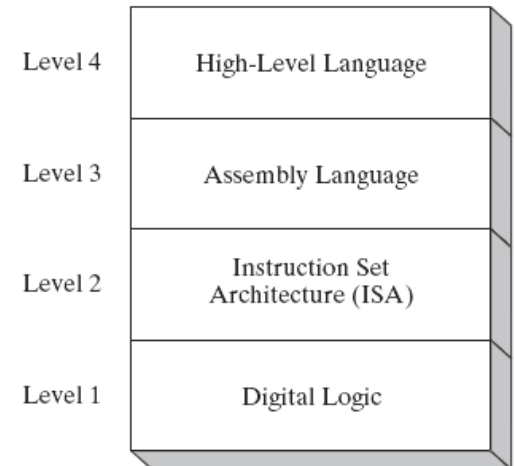 Level 4
High-Level Language
Level 3
Assembly Language
Level 2
Instruction Set
Architecture (ISA)
Level 1
Digital Logic